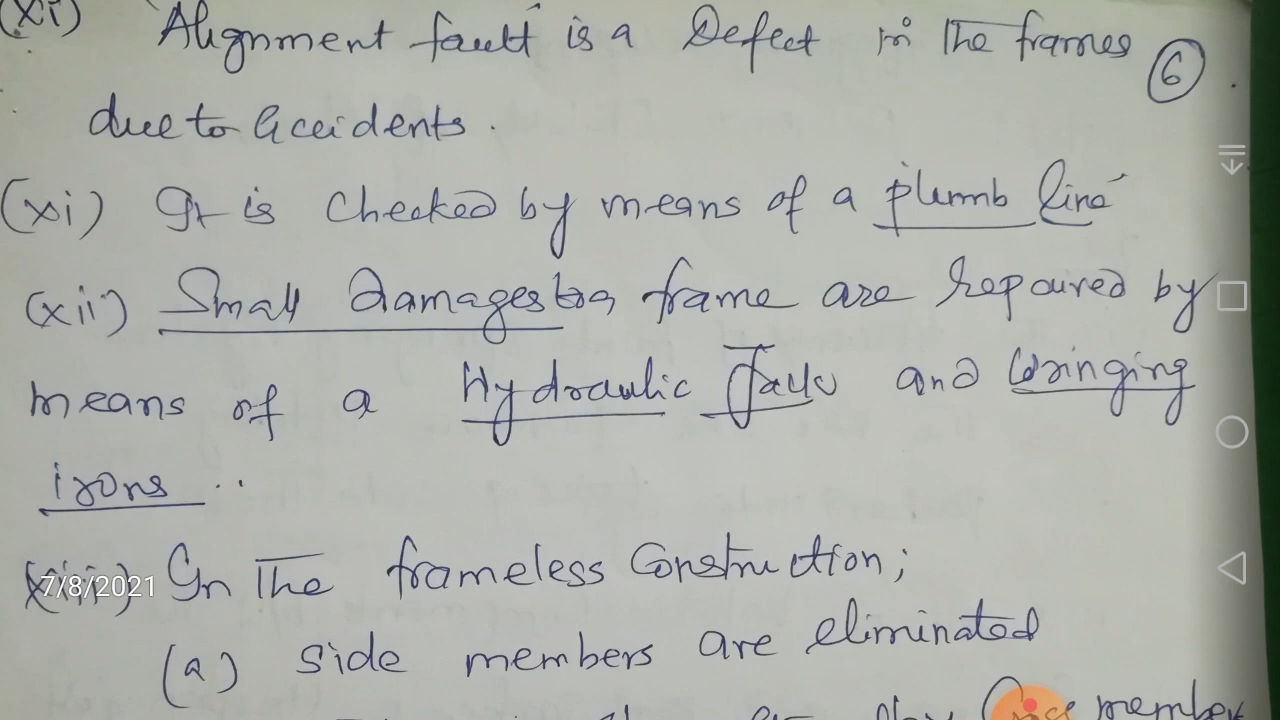 (xi) Alignment fault is a Defect in the frames
6
due to accidents.
(xi) It is checked by means of a plumb line
(xii) Small damages to a frame are repaired by
means of a Hydraulic Jack and wringing
irons ..
(xiii) In the frameless Construction;
7/8/2021
(a) side members are eliminated
member